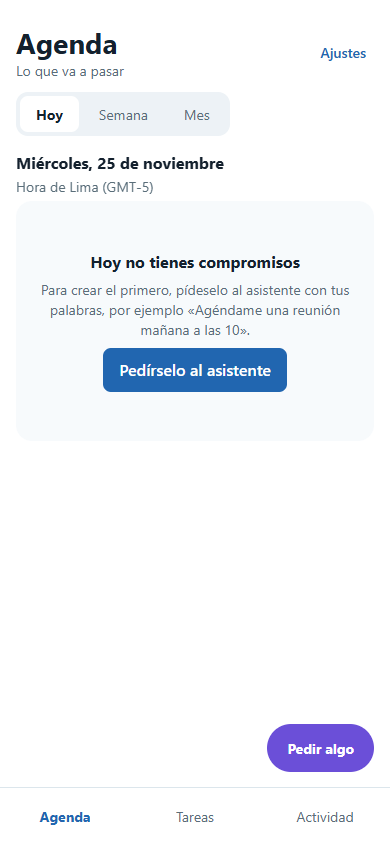 Agenda
Ajustes
Lo que va a pasar
Hoy
Semana
Mes
Miércoles, 25 de noviembre
Hora de Lima (GMT-5)
Hoy no tienes compromisos
Para crear el primero, pídeselo al asistente con tus
palabras, por ejemplo «Agéndame una reunión
mañana a las 10».
Pedírselo al asistente
Pedir algo
Agenda
Tareas
Actividad